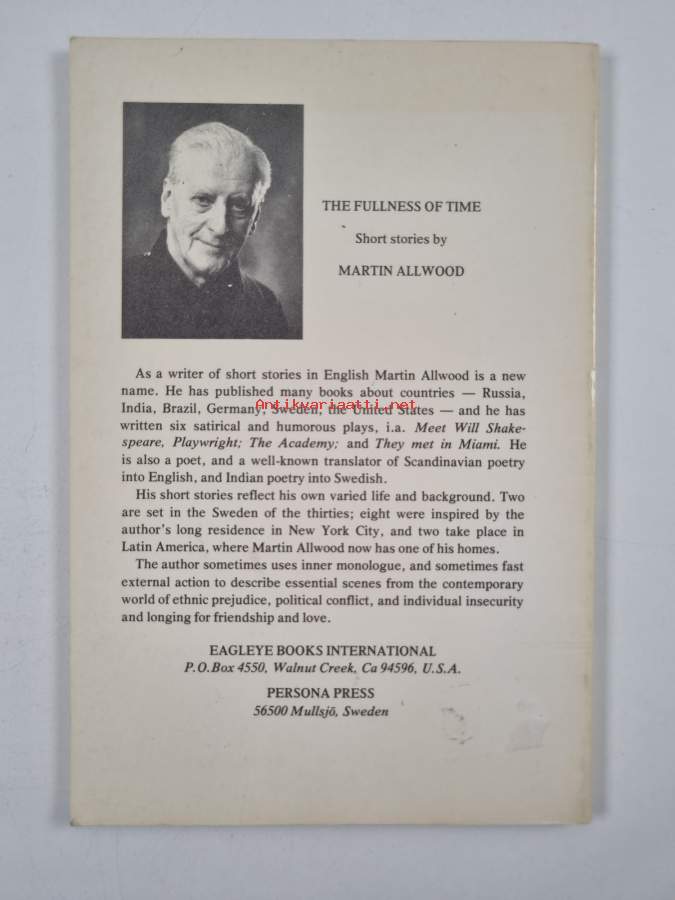 THE FULLNESS OF TIME
Short stories by
MARTIN ALLWOOD
As a writer of short stories in English Martin Allwood is a new
name. He has published many books about countries — Russia,
India, Brazil, Germany, Sweden, the United States — and he has
Antikvariaatti.net
written six satirical and humorous plays, i.a. Meet Will Shake-
speare, Playwright; The Academy; and They met in Miami. He
is also a poet, and a well-known translator of Scandinavian poetry
into English, and Indian poetry into Swedish.
His short stories reflect his own varied life and background. Two
are set in the Sweden of the thirties; eight were inspired by the
author's long residence in New York City, and two take place in
Latin America, where Martin Allwood now has one of his homes.
The author sometimes uses inner monologue, and sometimes fast
external action to describe essential scenes from the contemporary
world of ethnic prejudice, political conflict, and individual insecurity
and longing for friendship and love.
EAGLEYE BOOKS INTERNATIONAL
P.O.Box 4550, Walnut Creek, Ca 94596, U.S.A.
PERSONA PRESS
56500 Mullsjö, Sweden